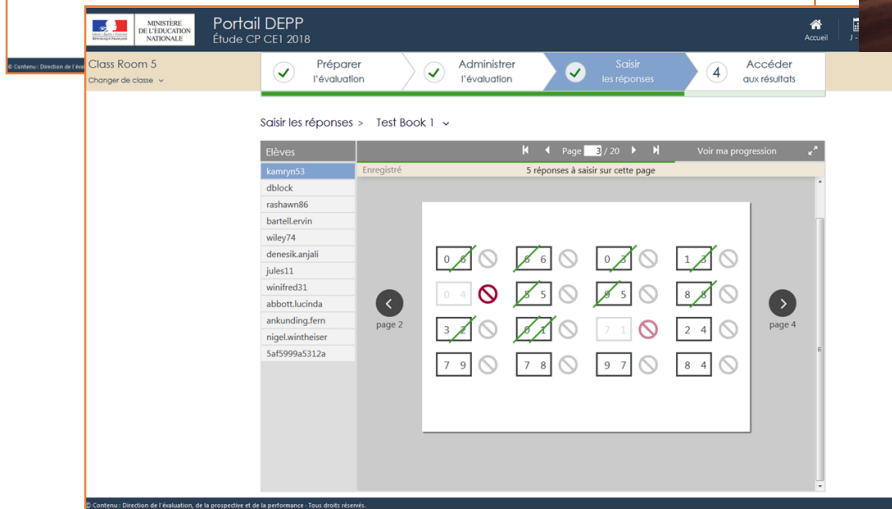 MINISTÈRE
DE L'ÉDUCATION
NATIONALE
Portail DEPP
Étude CP CE1 2018
Accueil
J -
© Contenu : Direction de l'éva
Class Room 5
Changer de classe
Préparer
l'évaluation
Administrer
l'évaluation
Saisir
les réponses
4 Accéder
aux résultats
Saisir les réponses > Test Book 1
Elèves
Page 3 / 20
Voir ma progression
Enregistré
5 réponses à saisir sur cette page
kamryn53
dblock
rashawn86
bartell.ervin
wiley74
denesik.anjali
jules11
winifred31
abbott.lucinda
ankunding.fern
nigel.wintheiser
5af5999a5312a
page 2
0 6 6 6 0 3 1 3
0 4 5 5 9 5 8 8
3 2 0 1 7 1 2 4
7 9 7 8 9 7 8 4
page 4
© Contenu : Direction de l'évaluation, de la prospective et de la performance - Tous droits réservés.